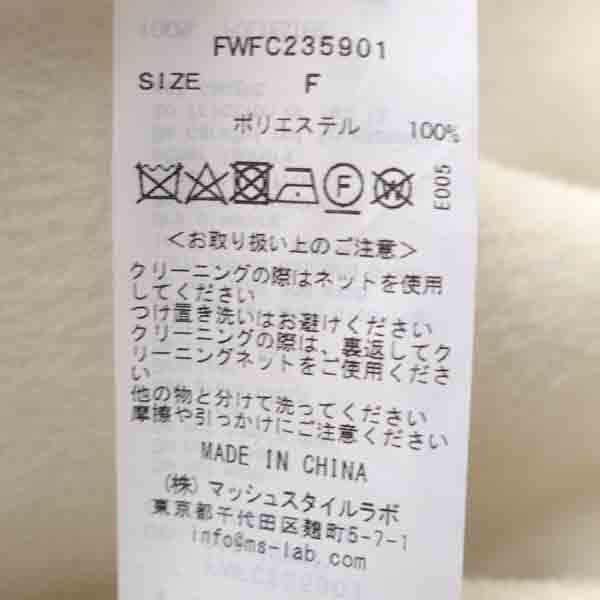 FWFC235901
SIZE F
ポリエステル 100%
F W E005
＜お取り扱い上のご注意＞
クリーニングの際はネットを使用
してください
つけ置き洗いはお避けください
クリーニングの際は、裏返してク
リーニングネットをご使用くださ
い
他の物と分けて洗ってください
摩擦や引っかけにご注意ください
MADE IN CHINA
(株)マッシュスタイルラボ
東京都千代田区麹町5-7-1
info@ms-lab.com